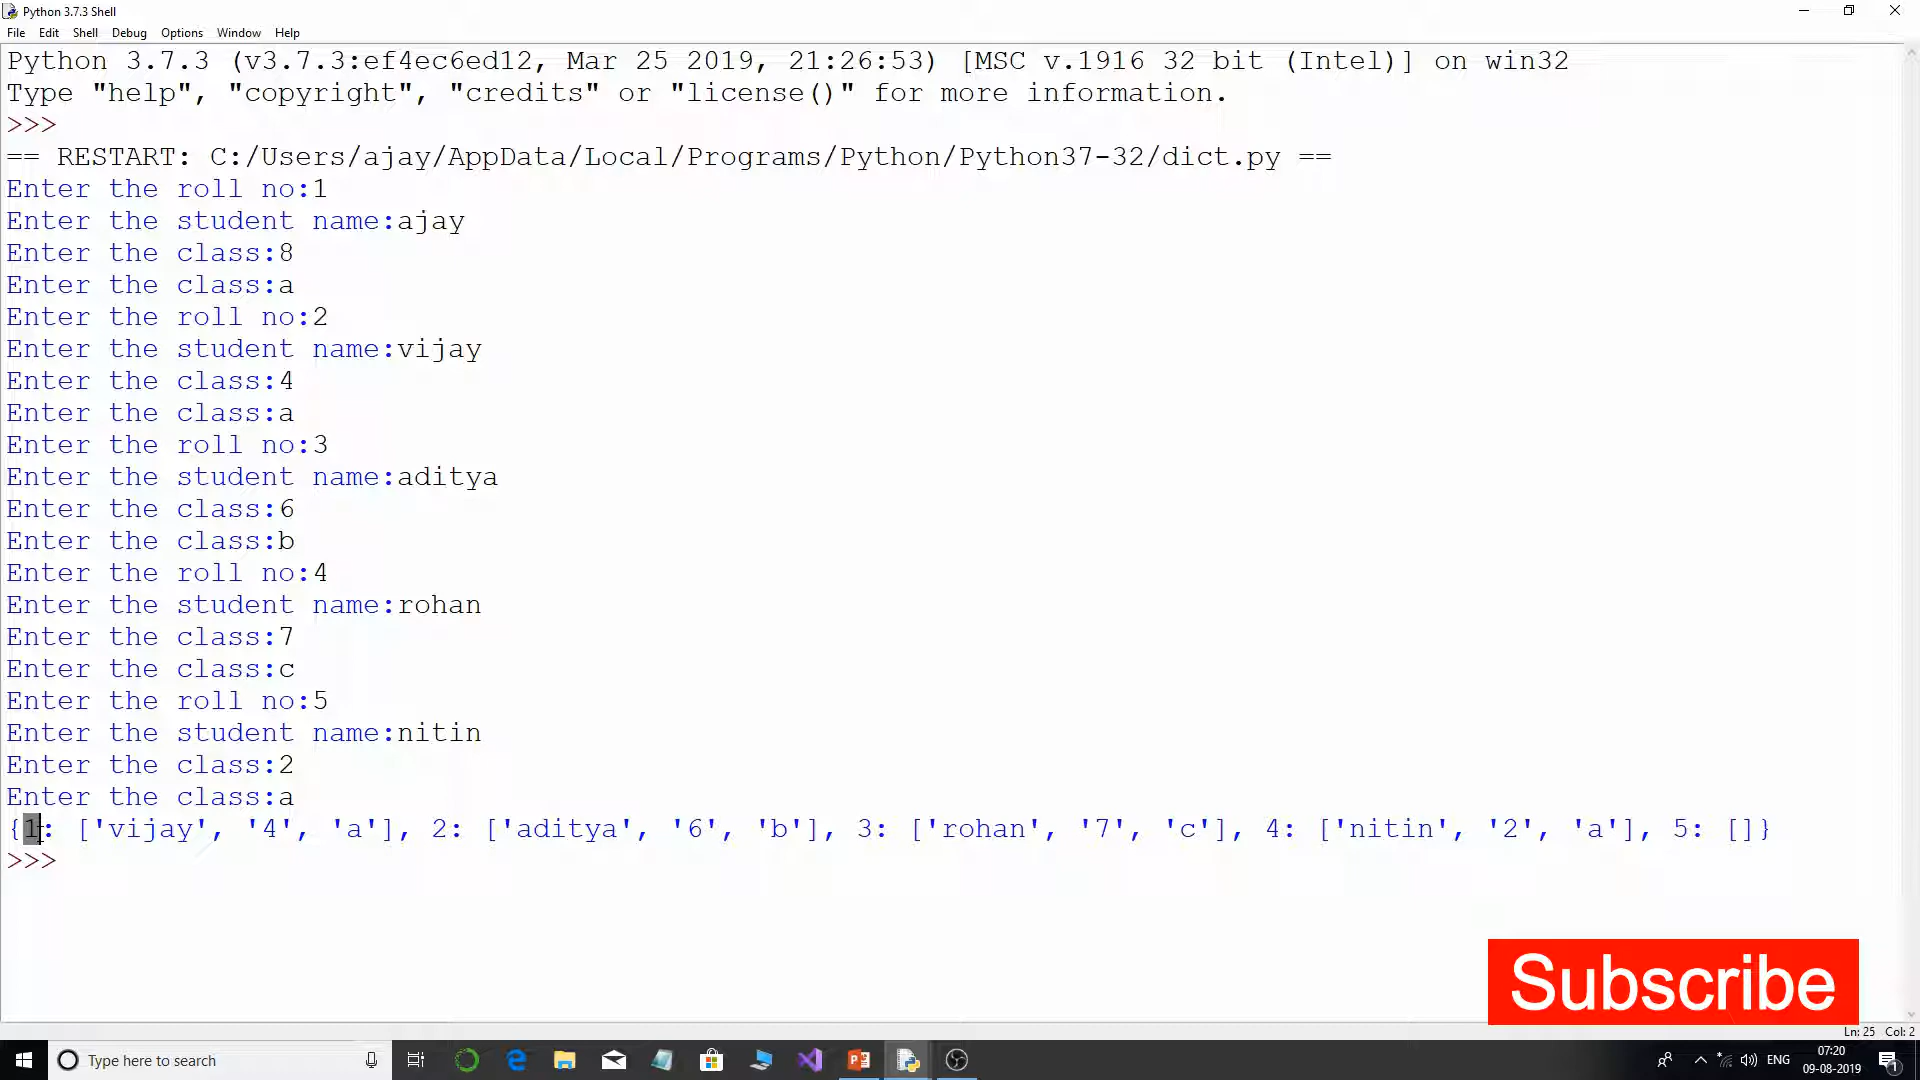 Python 3.7.3 Shell
File Edit Shell Debug Options Window Help
Python 3.7.3 (v3.7.3:ef4ec6ed12, Mar 25 2019, 21:26:53) [MSC v.1916 32 bit (Intel)] on win32
Type "help", "copyright", "credits" or "license()" for more information.
>>>
== RESTART: C:/Users/ajay/AppData/Local/Programs/Python/Python37-32/dict.py ==
Enter the roll no:1
Enter the student name:ajay
Enter the class:8
Enter the class:a
Enter the roll no:2
Enter the student name:vijay
Enter the class:4
Enter the class:a
Enter the roll no:3
Enter the student name:aditya
Enter the class:6
Enter the class:b
Enter the roll no:4
Enter the student name:rohan
Enter the class:7
Enter the class:c
Enter the roll no:5
Enter the student name:nitin
Enter the class:2
Enter the class:a
{1: ['vijay', '4', 'a'], 2: ['aditya', '6', 'b'], 3: ['rohan', '7', 'c'], 4: ['nitin', '2', 'a'], 5: []}
>>>
Subscribe
Ln: 25 Col: 2
Type here to search
ENG
07:20
09-08-2019